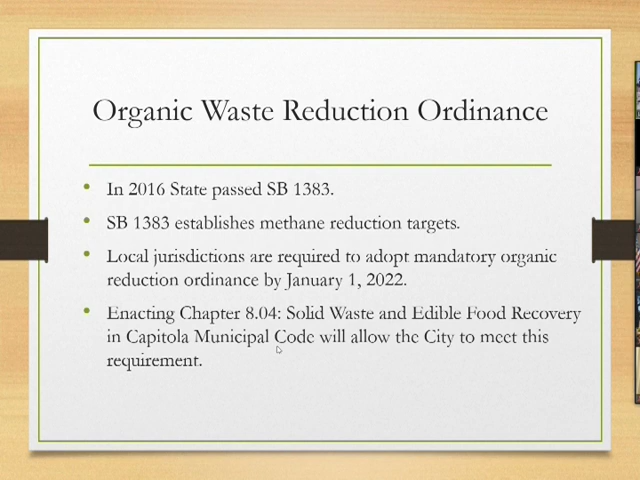 Organic Waste Reduction Ordinance
• In 2016 State passed SB 1383.
• SB 1383 establishes methane reduction targets.
• Local jurisdictions are required to adopt mandatory organic
reduction ordinance by January 1, 2022.
• Enacting Chapter 8.04: Solid Waste and Edible Food Recovery
in Capitola Municipal Code will allow the City to meet this
requirement.